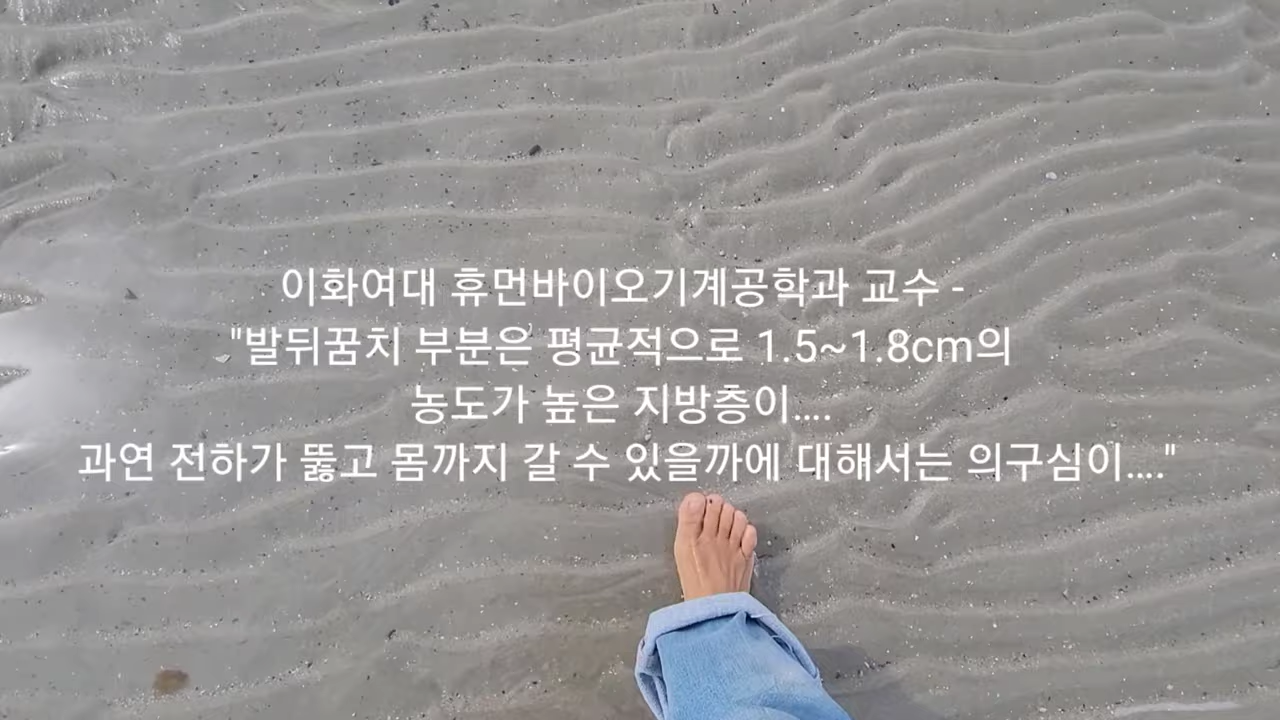 이화여대 휴먼바이오기계공학과 교수 -
"발뒤꿈치 부분은 평균적으로 1.5~1.8cm의
농도가 높은 지방층이....
과연 전하가 뚫고 몸까지 갈 수 있을까에 대해서는 의구심이...."